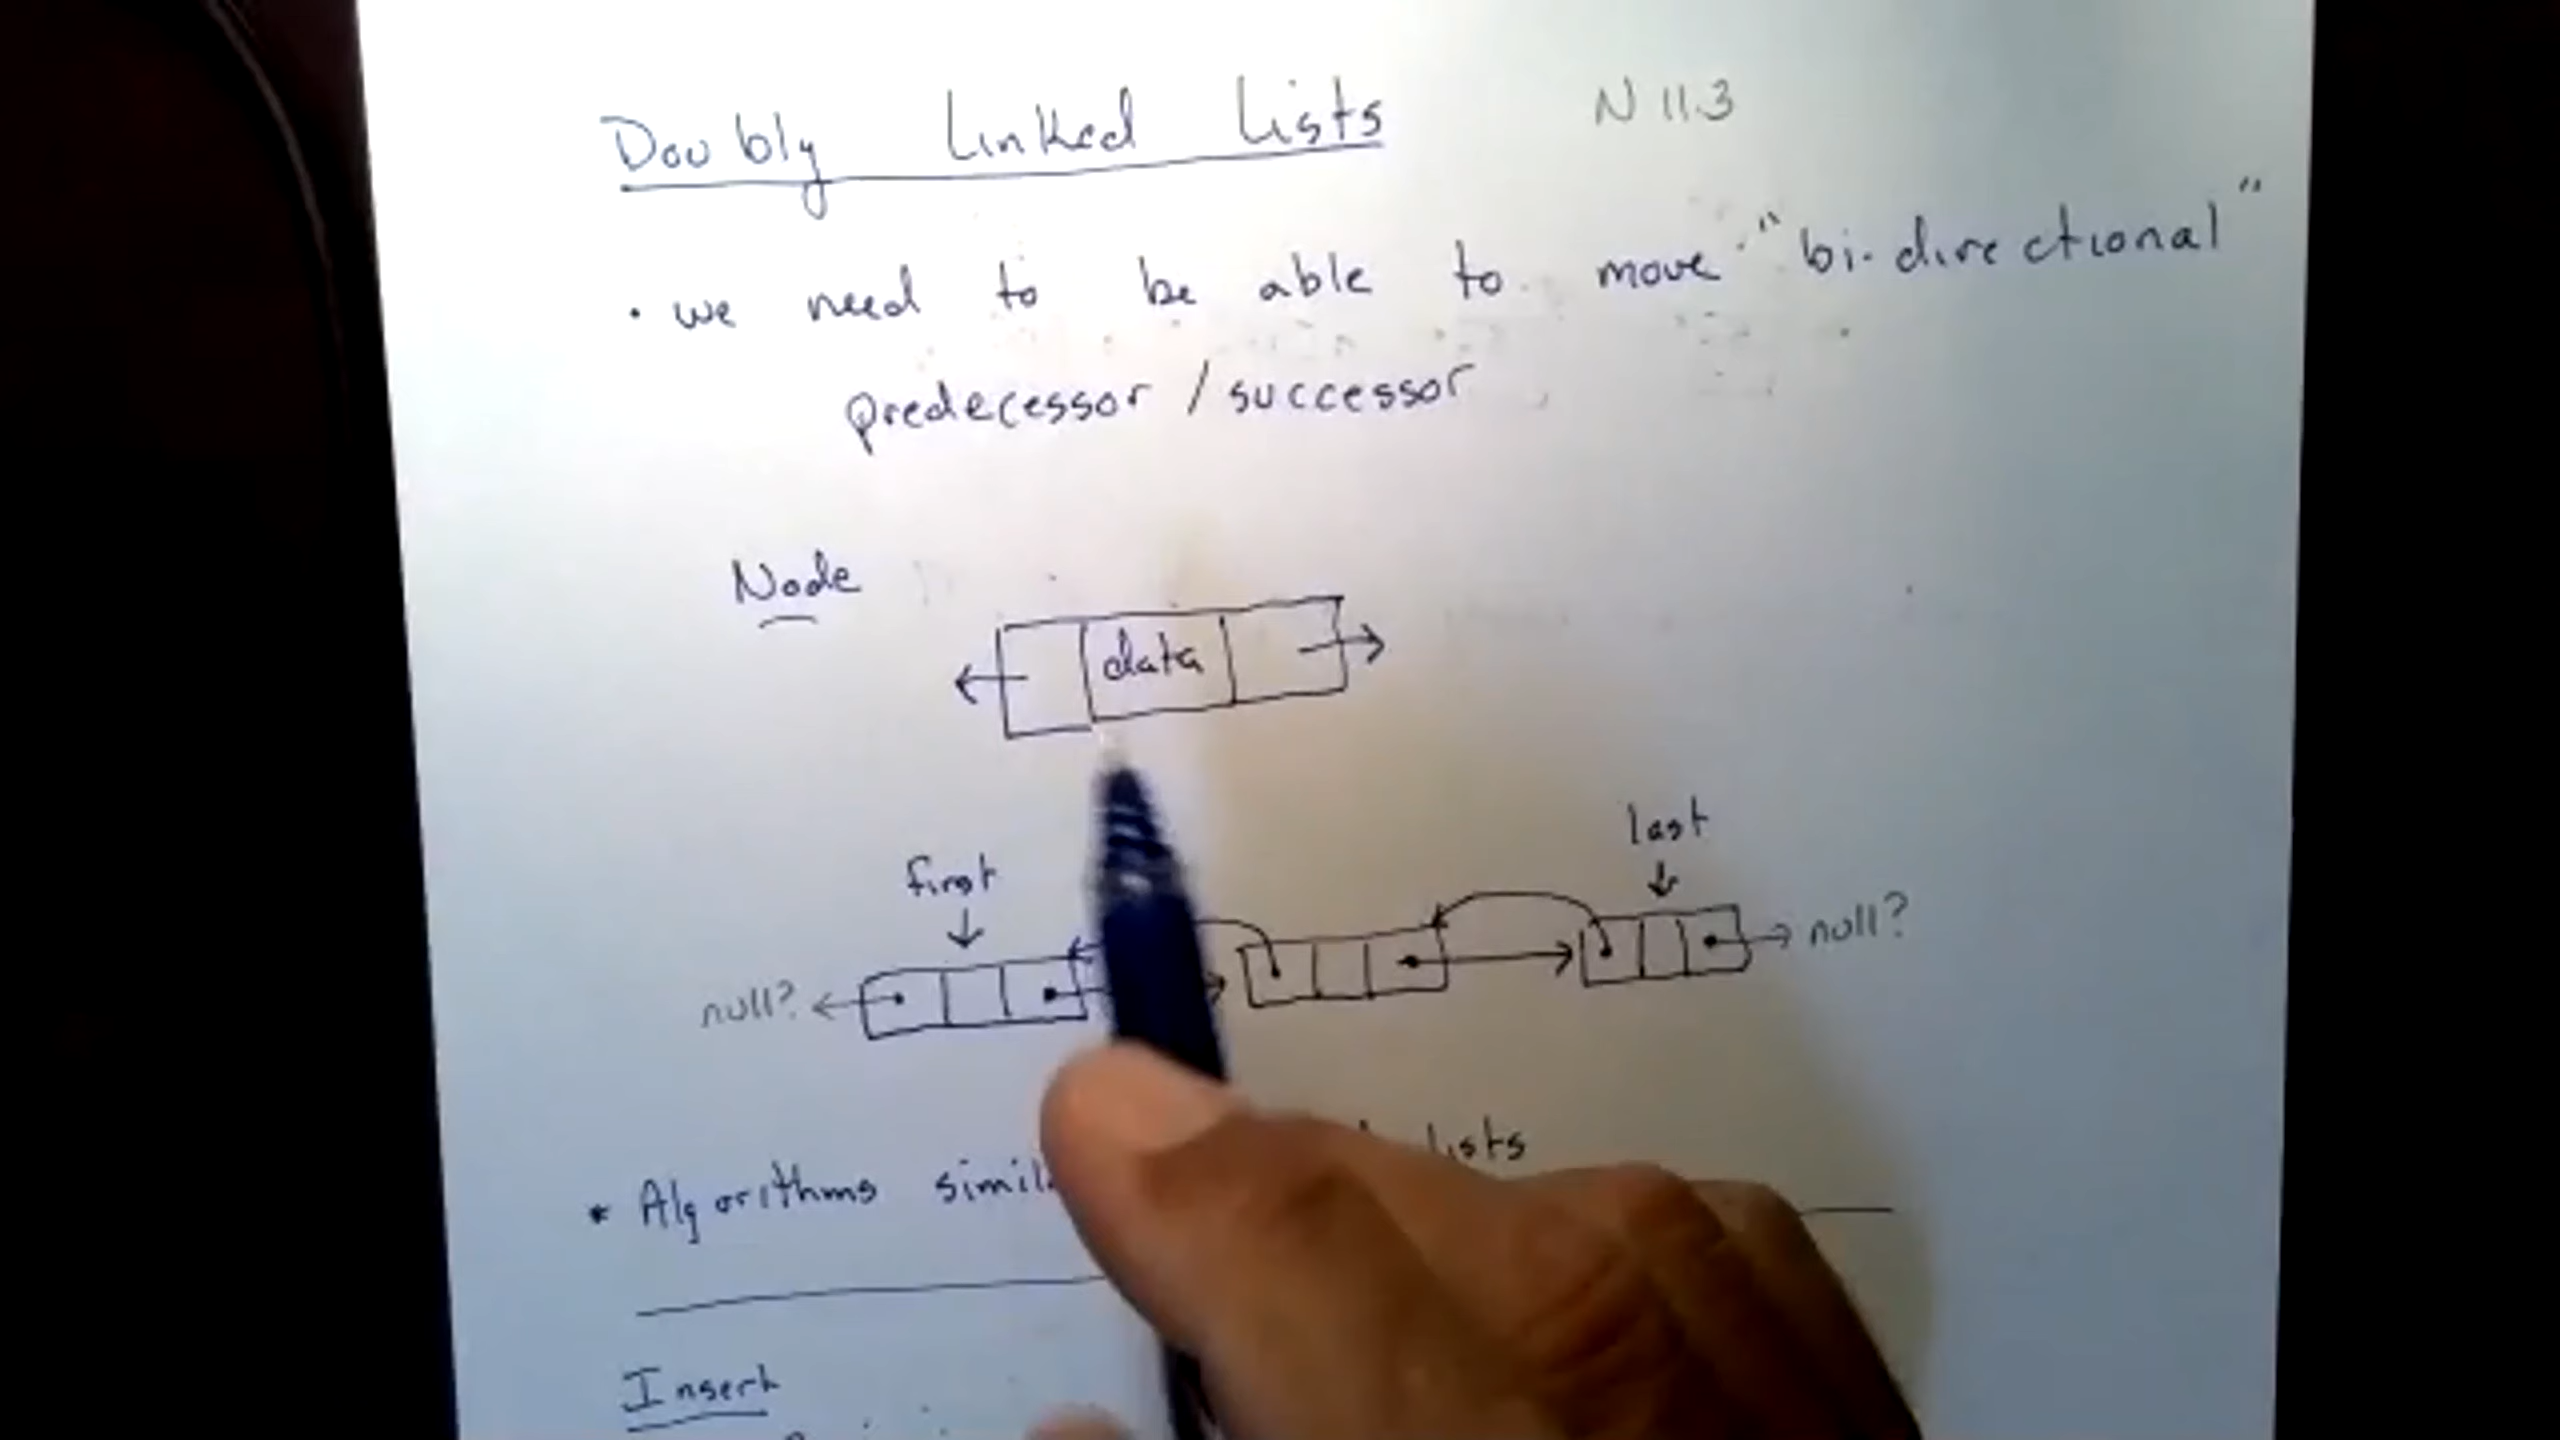 Doubly Linked Lists N 11.3
• we need to be able to move "bi-directional"
predecessor / successor
Node
data
last
first
null?
null?
* Algorithms lists
Insert